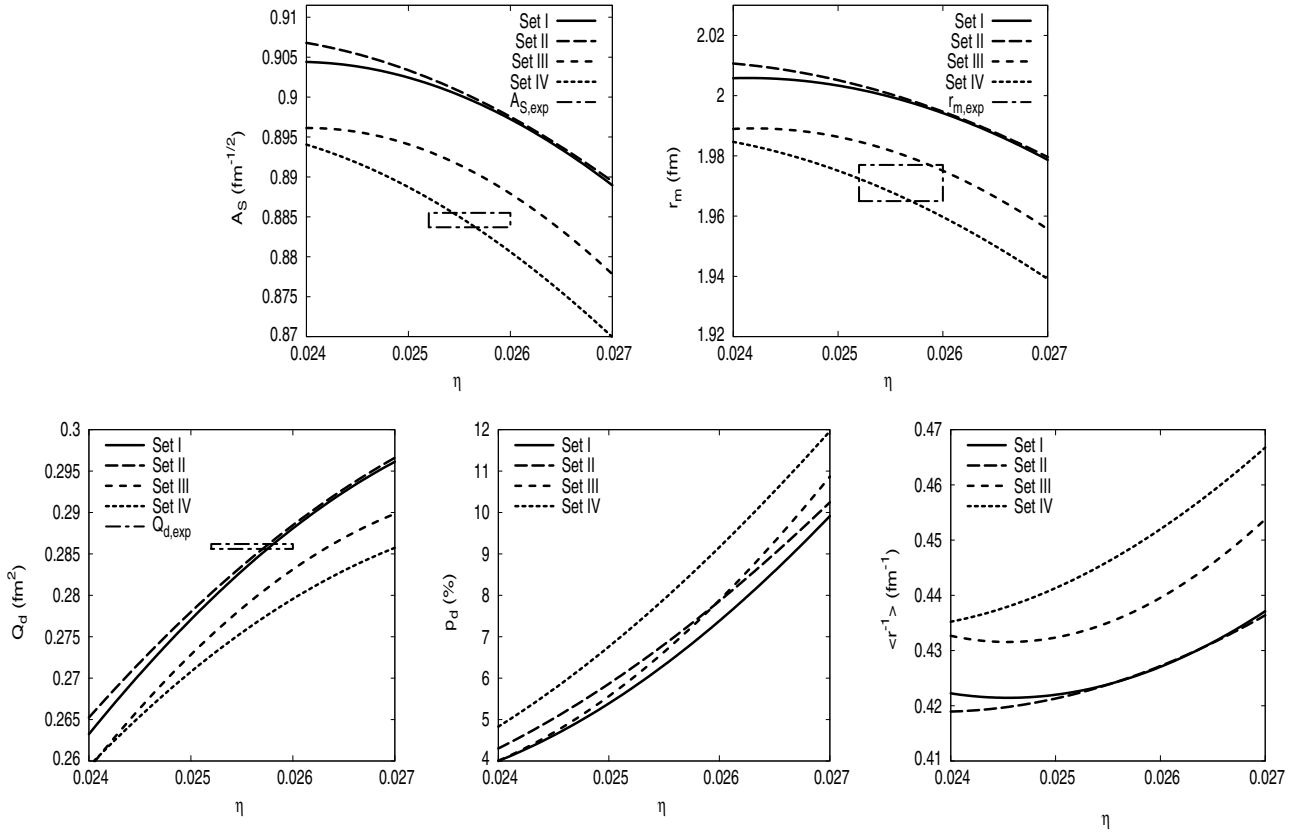 0.91
0.905
0.9
0.895
0.89
0.885
0.88
0.875
0.87
A_S (fm^{-1/2})
0.024 0.025 0.026 0.027
η
Set I
Set II
Set III
Set IV
A_{S,exp}
2.02
2
1.98
1.96
1.94
1.92
r_m (fm)
0.024 0.025 0.026 0.027
η
Set I
Set II
Set III
Set IV
r_{m,exp}
0.3
0.295
0.29
0.285
0.28
0.275
0.27
0.265
0.26
Q_d (fm^2)
0.024 0.025 0.026 0.027
η
Set I
Set II
Set III
Set IV
Q_{d,exp}
12
11
10
9
8
7
6
5
4
p_d (%)
0.024 0.025 0.026 0.027
η
Set I
Set II
Set III
Set IV
0.47
0.46
0.45
0.44
0.43
0.42
0.41
<r^{-1}> (fm^{-1})
0.024 0.025 0.026 0.027
η
Set I
Set II
Set III
Set IV